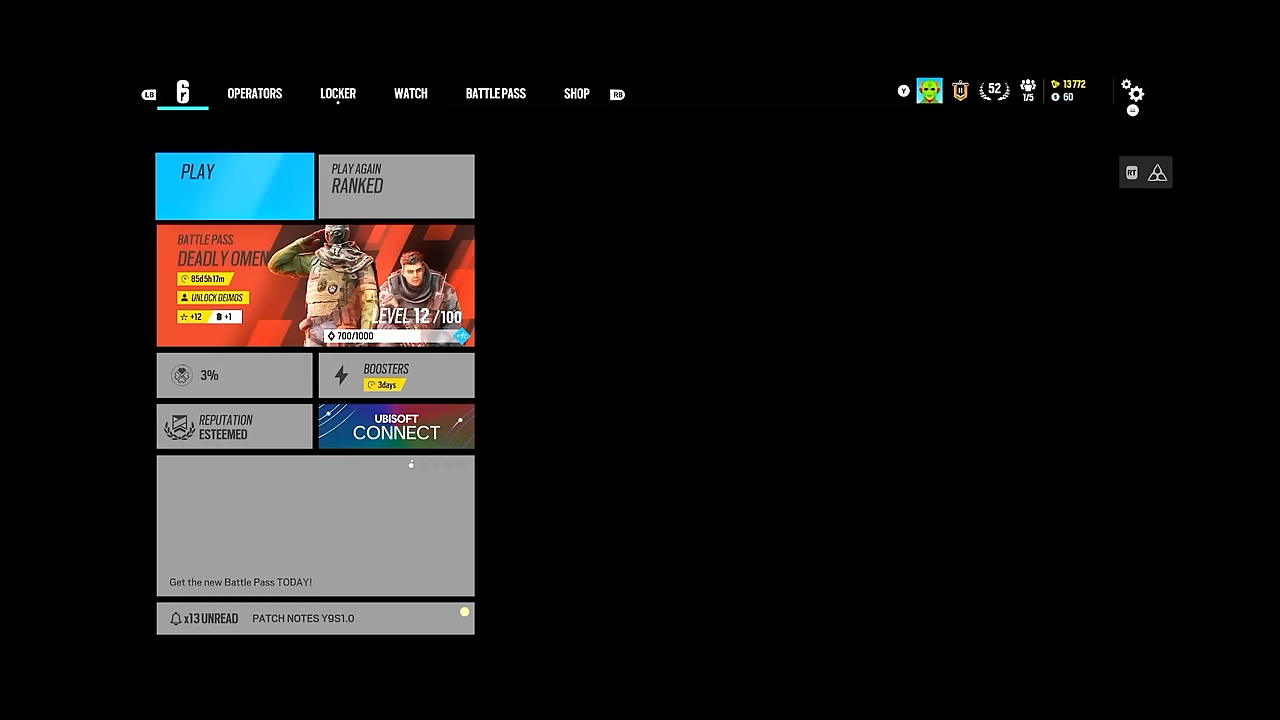 LB
OPERATORS
LOCKER
WATCH
BATTLE PASS
SHOP
RB
Y
II
52
1/5
13 772
60
PLAY
PLAY AGAIN
RANKED
RT
BATTLE PASS
DEADLY OMEN
85d5h17m
UNLOCK DEIMOS
+12
+1
LEVEL 12 /100
700/1000
3%
BOOSTERS
3days
REPUTATION
ESTEEMED
UBISOFT
CONNECT
Get the new Battle Pass TODAY!
x13 UNREAD
PATCH NOTES Y9S1.0